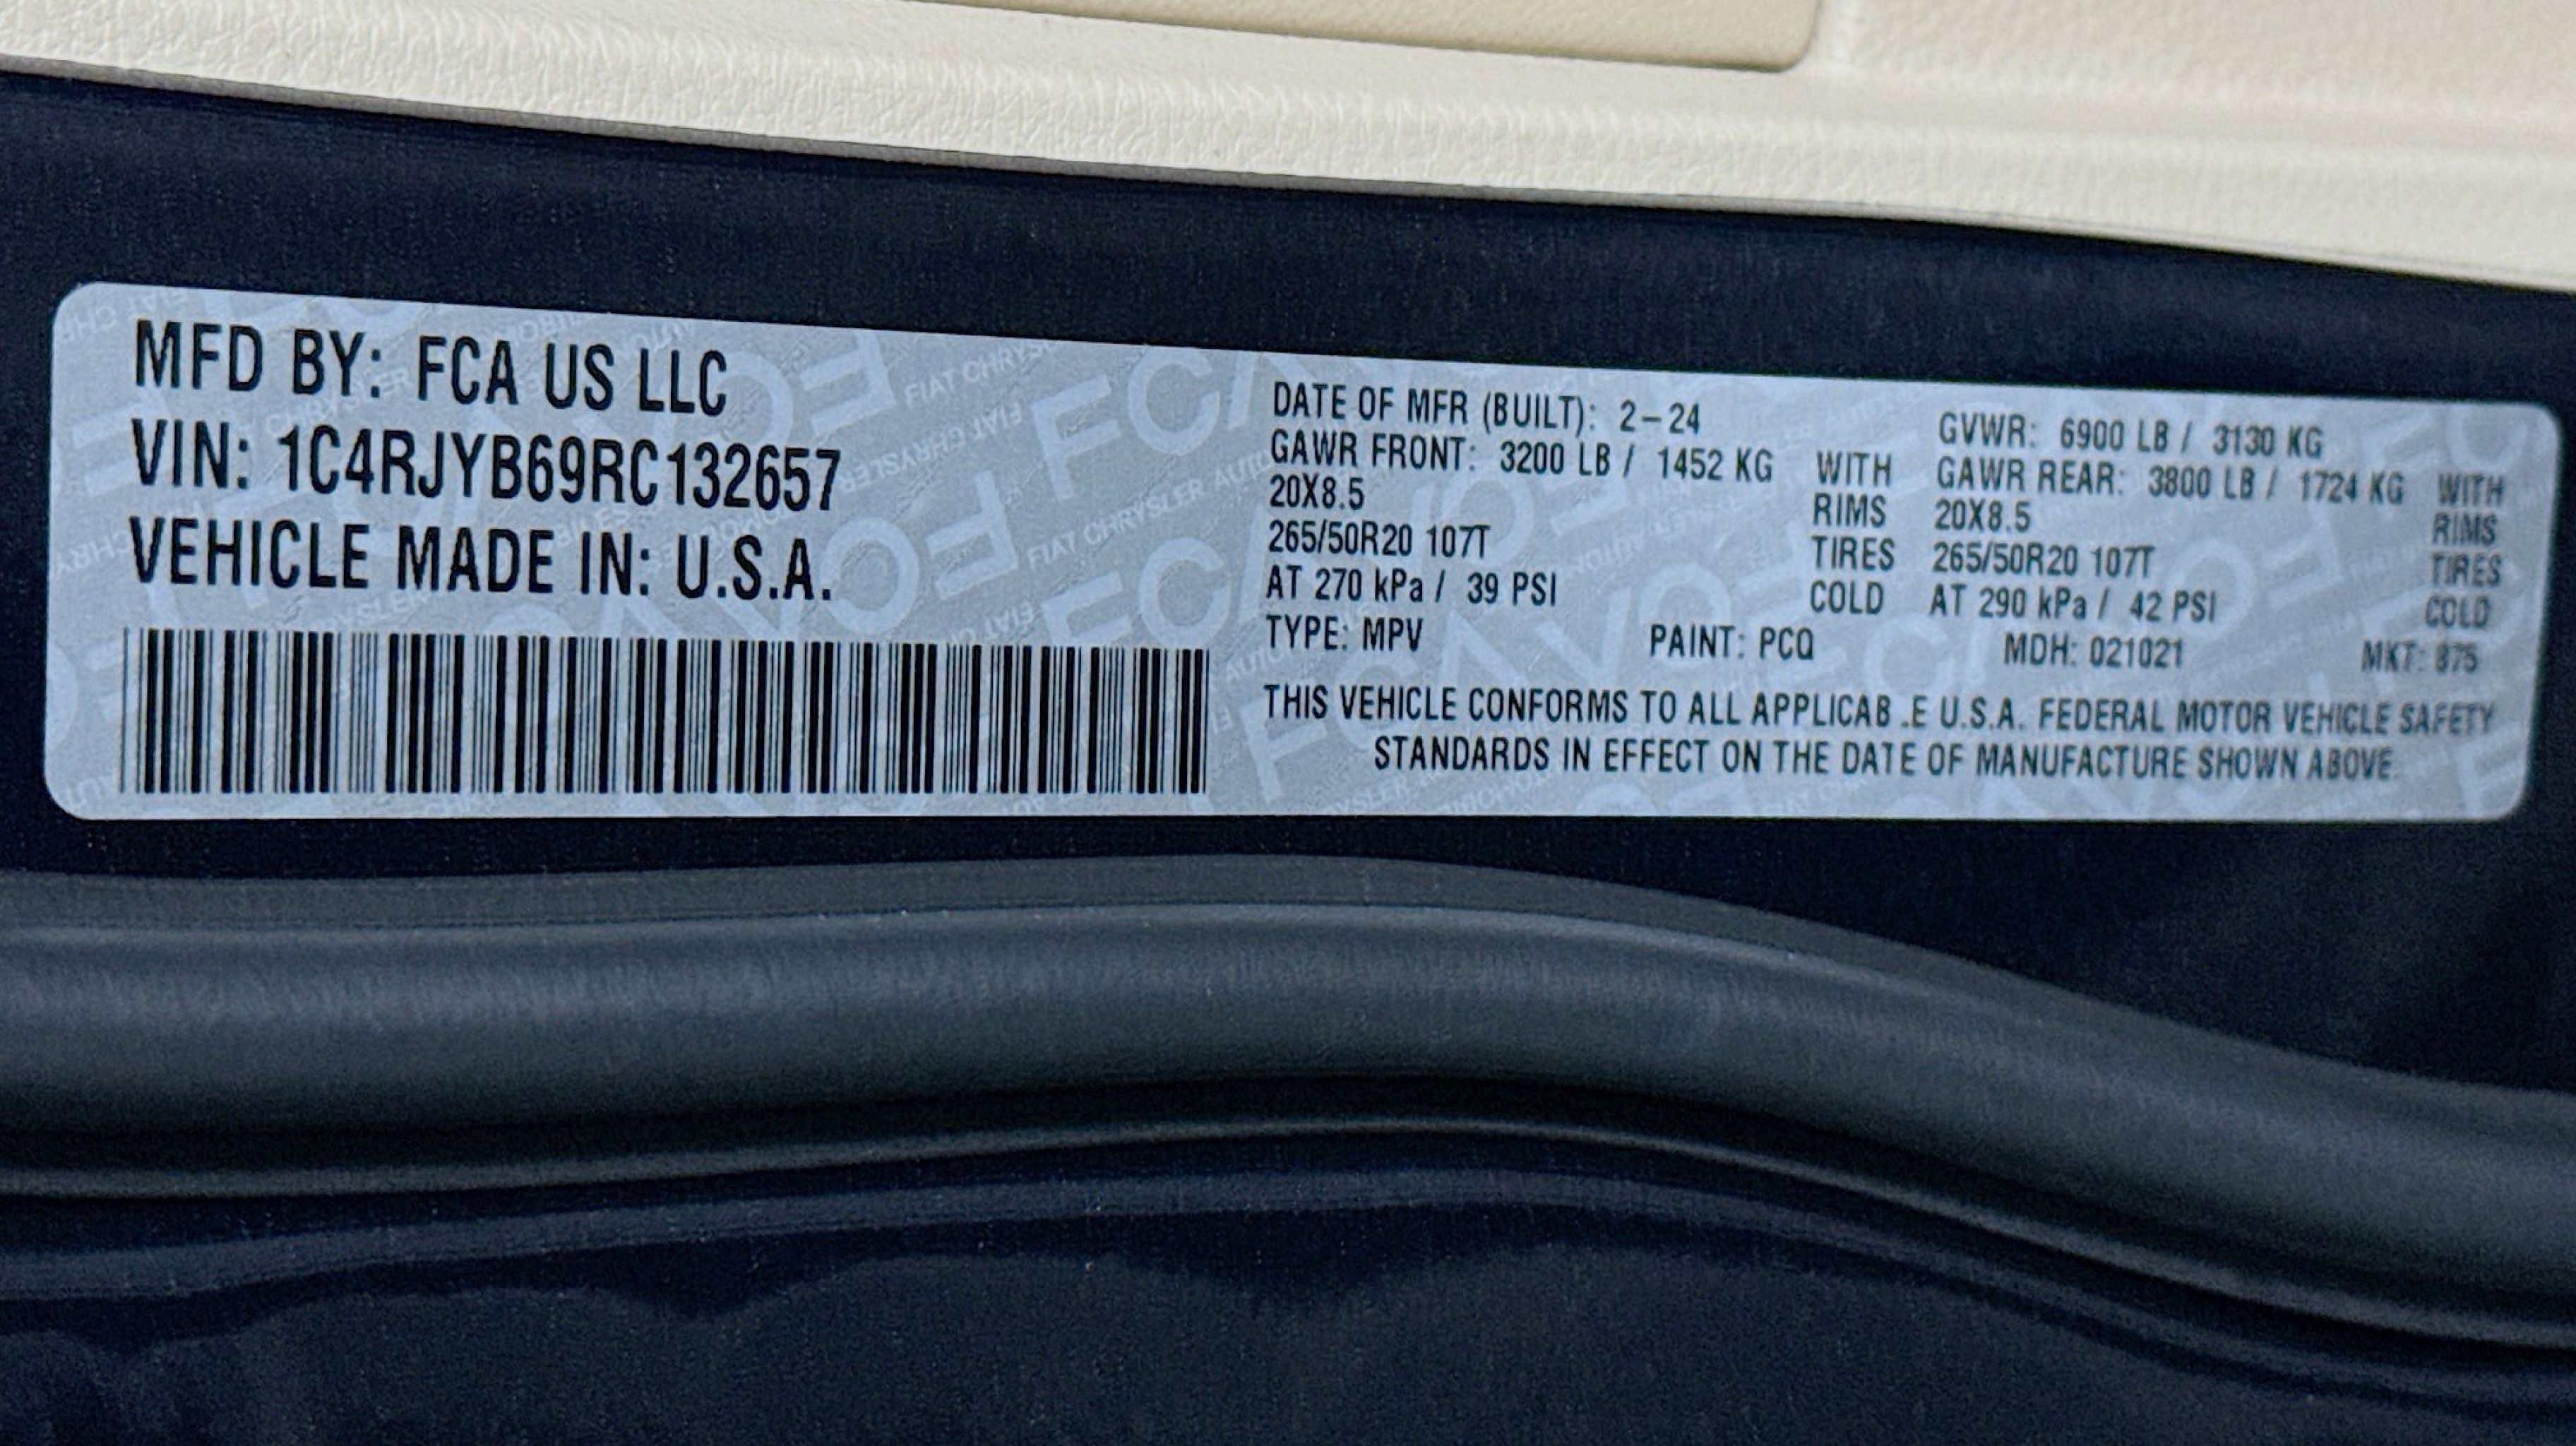 MFD BY: FCA US LLC
VIN: 1C4RJYB69RC132657
VEHICLE MADE IN: U.S.A.
DATE OF MFR (BUILT): 2-24 GVWR: 6900 LB / 3130 KG
GAWR FRONT: 3200 LB / 1452 KG WITH GAWR REAR: 3800 LB / 1724 KG WITH
20X8.5 RIMS 20X8.5 RIMS
265/50R20 107T TIRES 265/50R20 107T TIRES
AT 270 kPa / 39 PSI COLD AT 290 kPa / 42 PSI COLD
TYPE: MPV PAINT: PCQ MDH: 021021 MKT: 875
THIS VEHICLE CONFORMS TO ALL APPLICAB.E U.S.A. FEDERAL MOTOR VEHICLE SAFETY
STANDARDS IN EFFECT ON THE DATE OF MANUFACTURE SHOWN ABOVE.